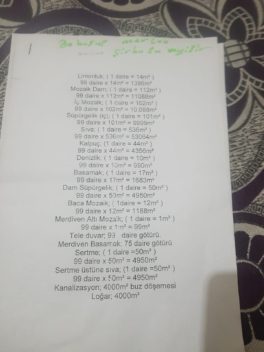 Limonluk; ( 1 daire = 14m² )
99 daire x 14m² = 1386m²
Mozaik Dam; ( 1 daire = 112m² )
99 daire x 112m² = 11088m²
İç Mozaik; ( 1 daire = 102m² )
99 daire x 102m² = 10.098m²
Süpürgelik (iç); ( 1 daire = 101m² )
99 daire x 101m² = 9999m²
Sıva; ( 1 daire = 536m² )
99 daire x 536m² = 53064m²
Kalpuç; ( 1 daire = 44m² )
99 daire x 44m² = 4356m²
Denizlik; ( 1 daire = 10m² )
99 daire x 10m² = 990m²
Basamak; ( 1 daire = 17m² )
99 daire x 17m² = 1683m²
Dam Süpürgelik; ( 1 daire = 50m² )
99 daire x 50m² = 4950m²
Baca Mozaik; ( 1daire = 12m² )
99 daire x 12m² = 1188m²
Merdiven Altı Mozaik; ( 1 daire = 1m² )
99 daire x 1m² = 99m²
Tele duvar; 99 daire götürü.
Merdiven Basamak: 75 daire götürü
Sertme; ( 1 daire =50m² )
99 daire x 50m² = 4950m²
Sertme üstüne sıva; (1 daire =50m² )
99 daire x 50m² = 4950m²
Kanalizasyon; 4000m² buz döşemesi
Loğar; 4000m²